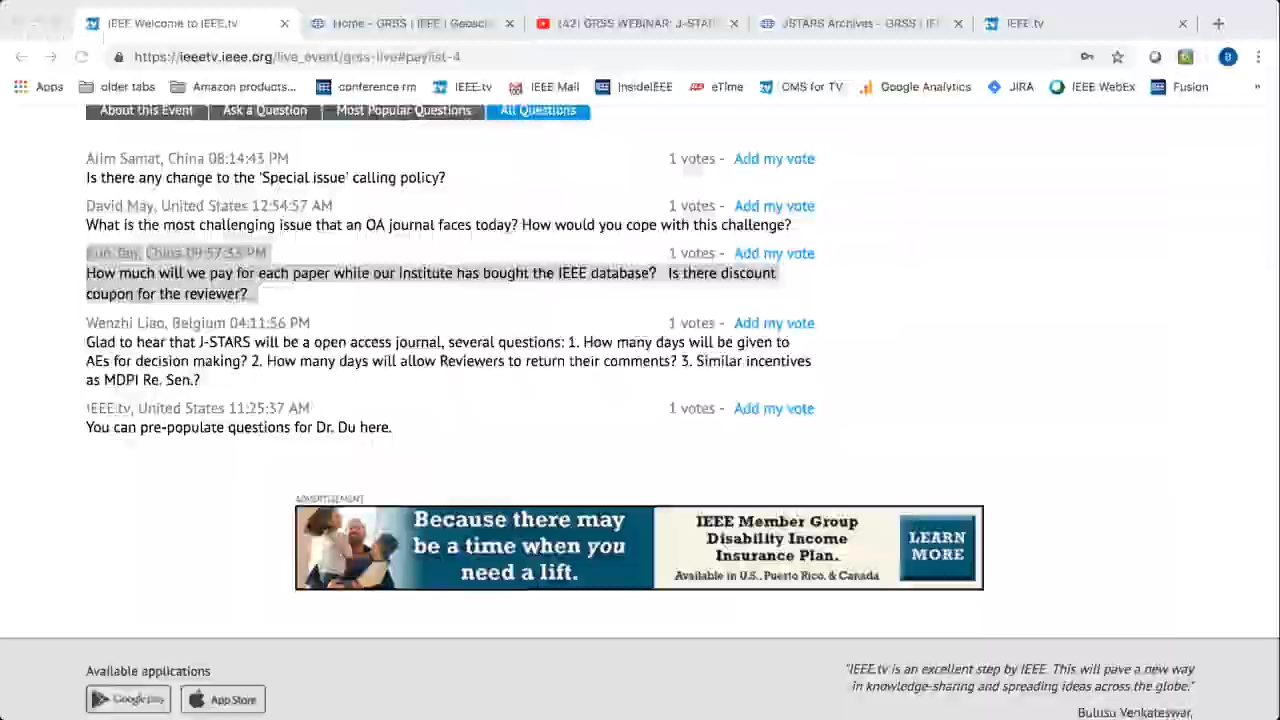 IEEE Welcome to IEEE.tv
Home - GRSS | IEEE | Geosci
(42) GRSS WEBINAR: J-STAR
JSTARS Archives - GRSS | IE
IEEE.tv
https://ieeetv.ieee.org/live_event/grss-live#paylist-4
Apps older tabs Amazon produc... conference rm IEEE.tv IEEE Mail InsideIEEE eTime CMS for TV Google Analytics JIRA IEEE WebEx Fusion »
About this Event Ask a Question Most Popular Questions All Questions
Alim Samat, China 08:14:43 PM 1 votes - Add my vote
Is there any change to the 'Special issue' calling policy?
David May, United States 12:54:57 AM 1 votes - Add my vote
What is the most challenging issue that an OA journal faces today? How would you cope with this challenge?
China 09:57:33 PM 1 votes - Add my vote
How much will we pay for each paper while our Institute has bought the IEEE database? Is there discount
coupon for the reviewer?
Wenzhi Liao, Belgium 04:11:56 PM 1 votes - Add my vote
Glad to hear that J-STARS will be a open access journal, several questions: 1. How many days will be given to
AEs for decision making? 2. How many days will allow Reviewers to return their comments? 3. Similar incentives
as MDPI Re. Sen.?
IEEE.tv, United States 11:25:37 AM 1 votes - Add my vote
You can pre-populate questions for Dr. Du here.
ADVERTISEMENT
Because there may
be a time when you
need a lift.
IEEE Member Group
Disability Income
Insurance Plan.
Available in U.S., Puerto Rico, & Canada
LEARN
MORE
Available applications
Google play App Store
"IEEE.tv is an excellent step by IEEE. This will pave a new way
in knowledge-sharing and spreading ideas across the globe."
Bulusu Venkateswar,